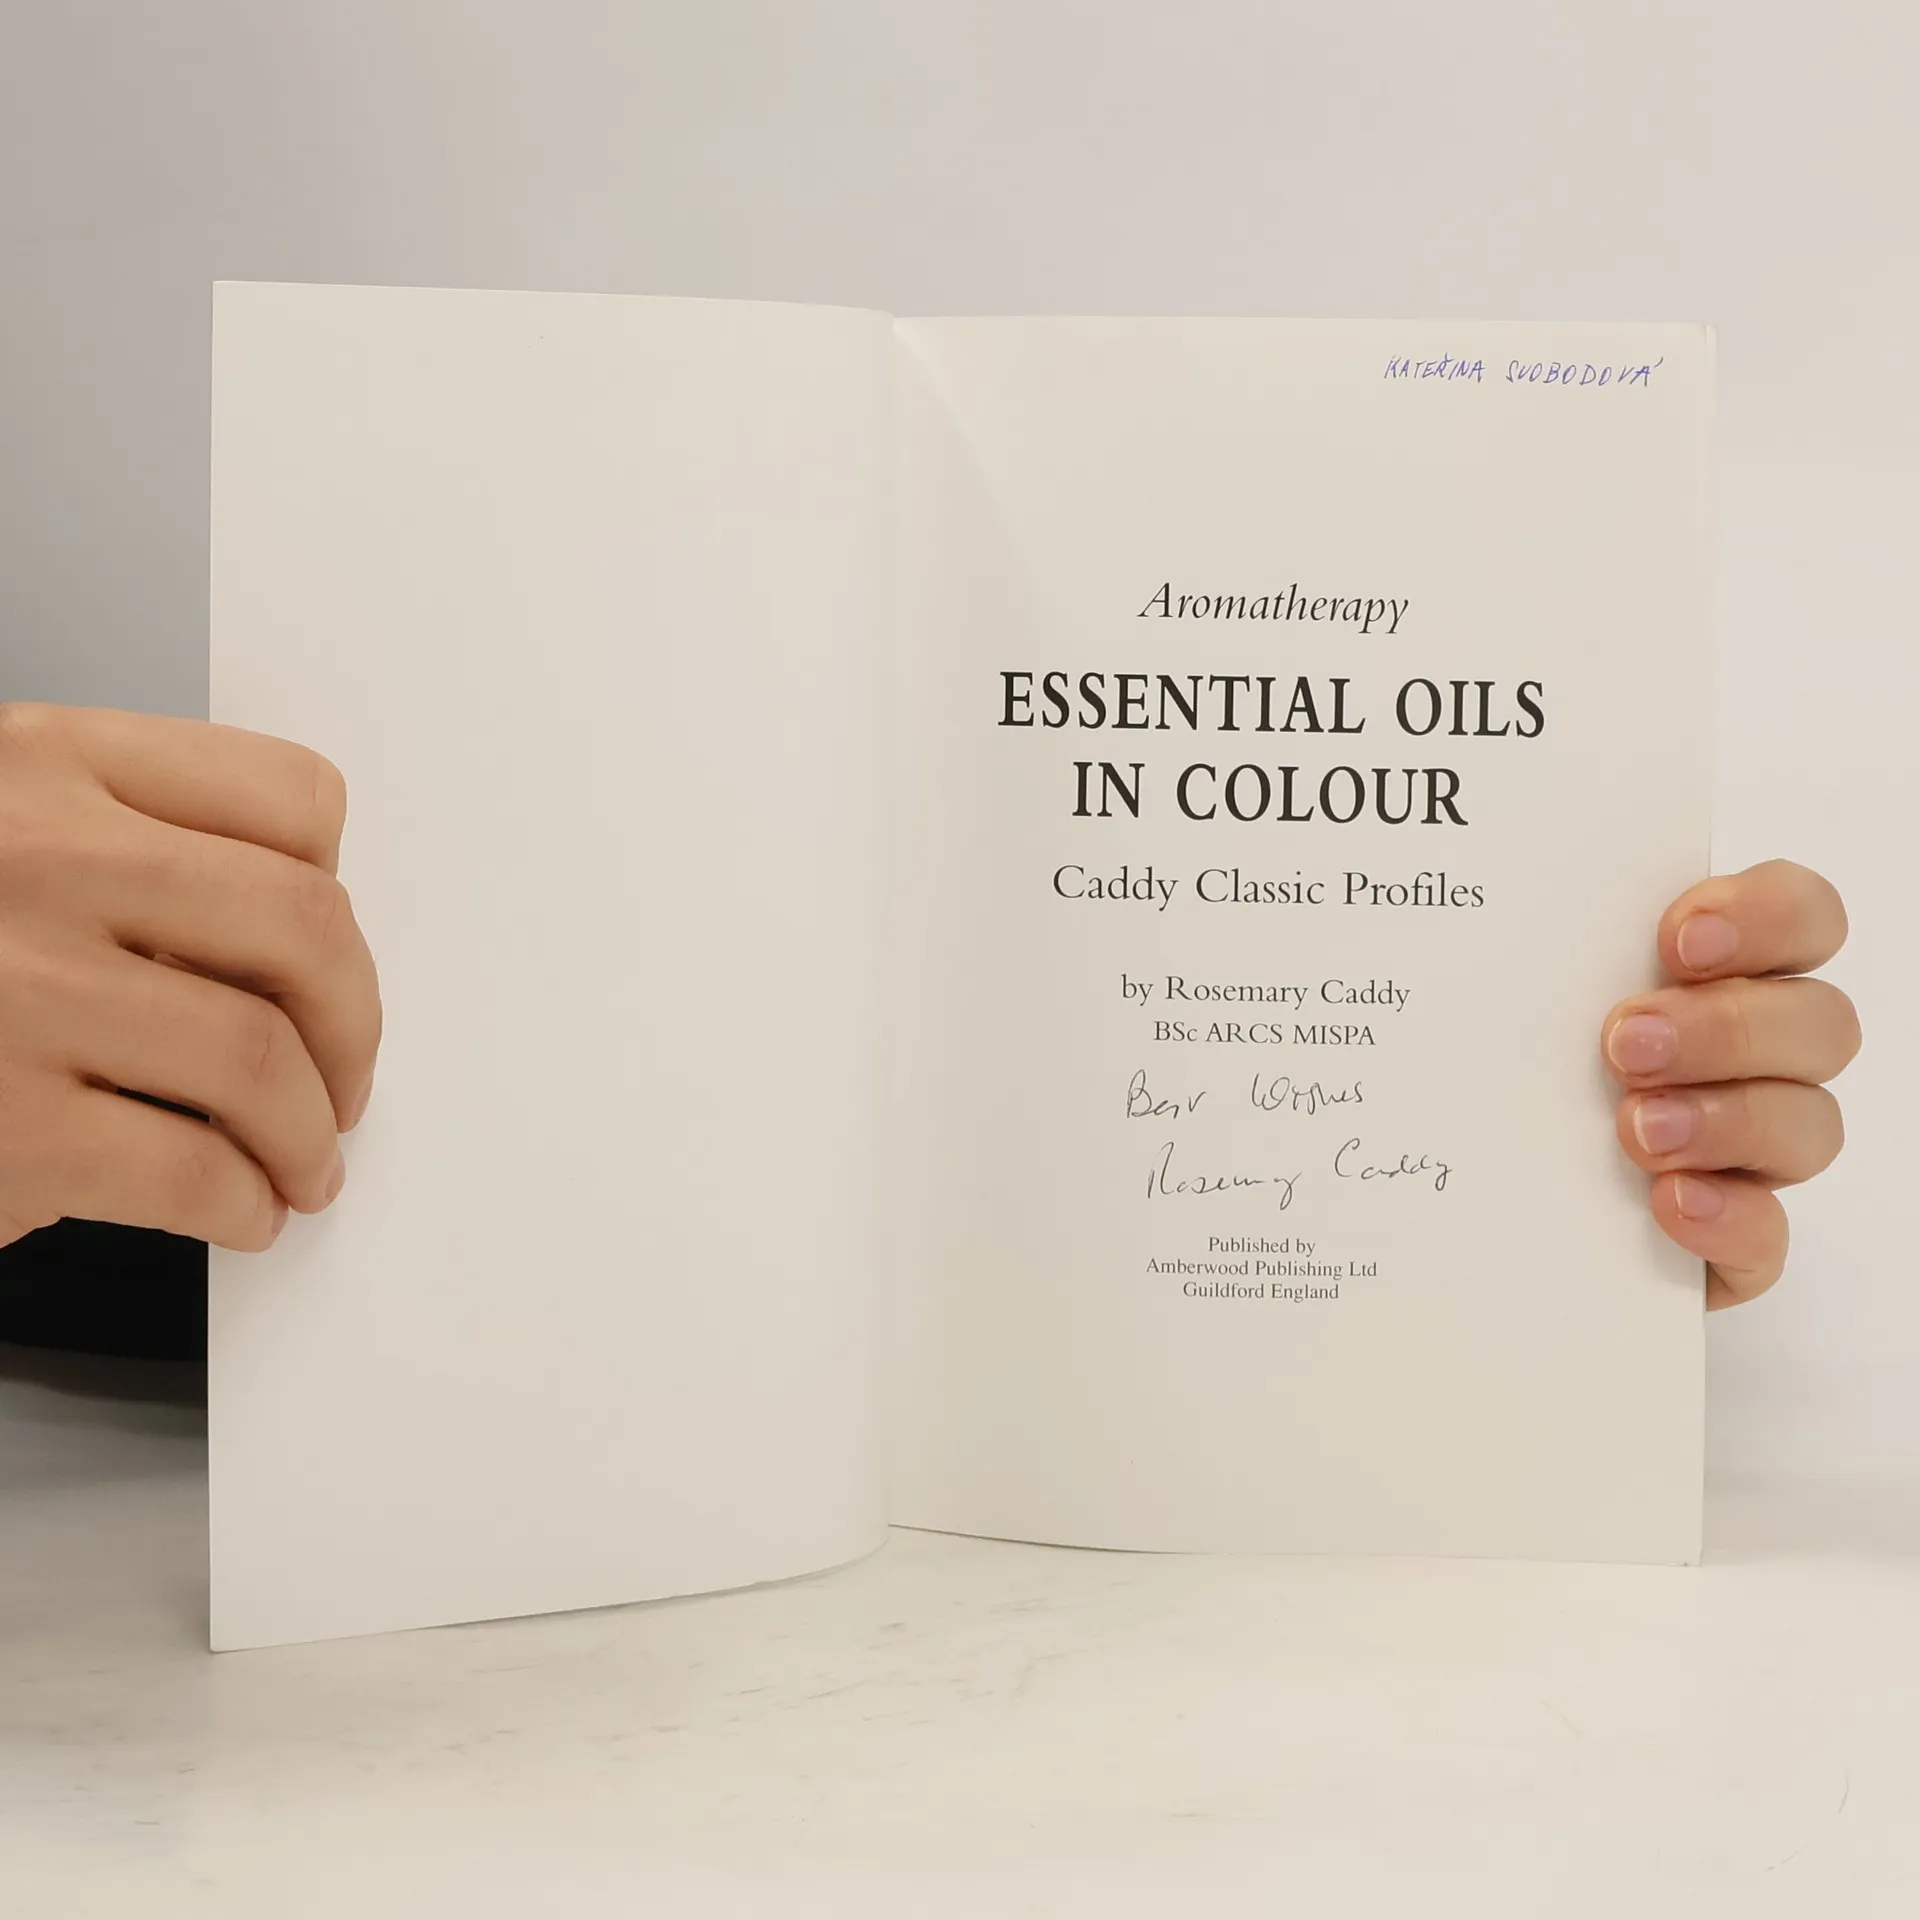 KATEŘINA SVOBODOVÁ
Aromatherapy
ESSENTIAL OILS
IN COLOUR
Caddy Classic Profiles
by Rosemary Caddy
BSc ARCS MISPA
Best Wishes
Rosemary Caddy
Published by
Amberwood Publishing Ltd
Guildford England